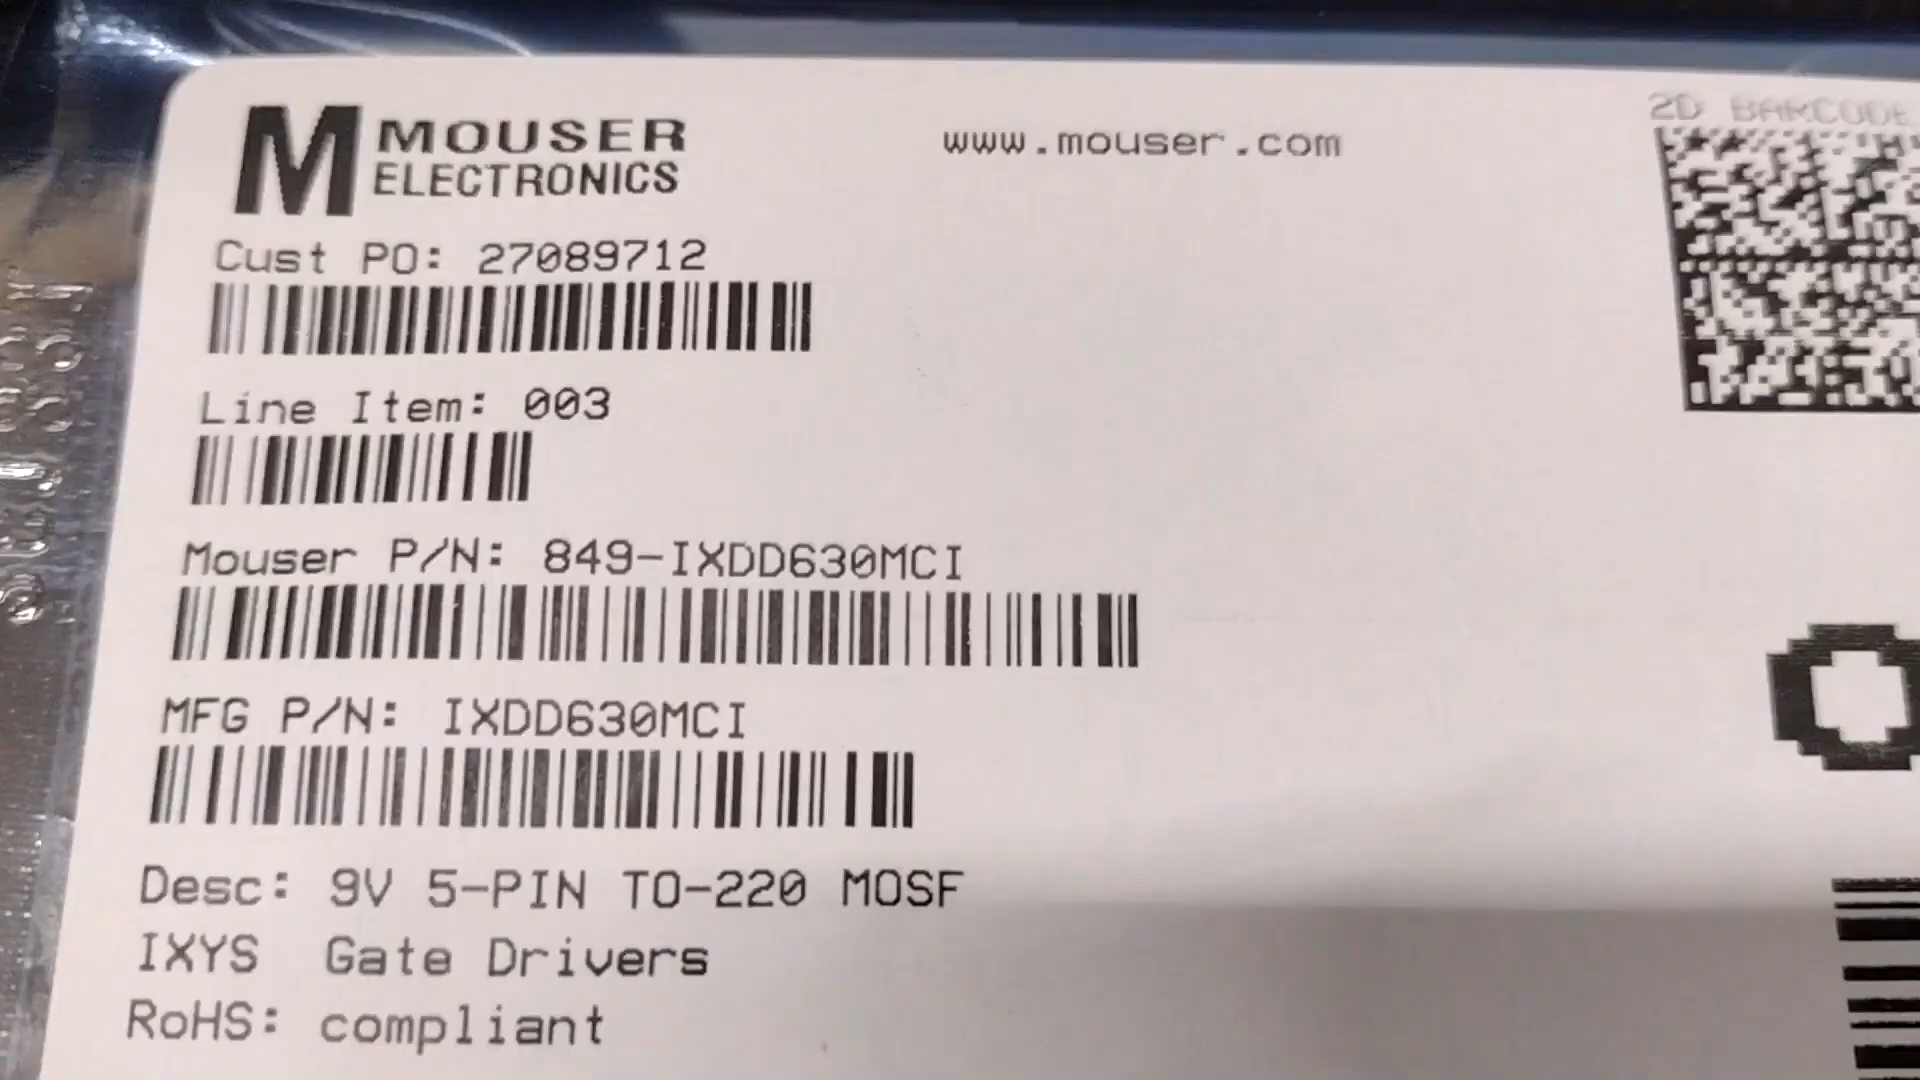 M MOUSER
ELECTRONICS
www.mouser.com
2D BARCODE
Cust PO: 27089712
Line Item: 003
Mouser P/N: 849-IXDD630MCI
MFG P/N: IXDD630MCI
Desc: 9V 5-PIN TO-220 MOSF
IXYS Gate Drivers
RoHS: compliant